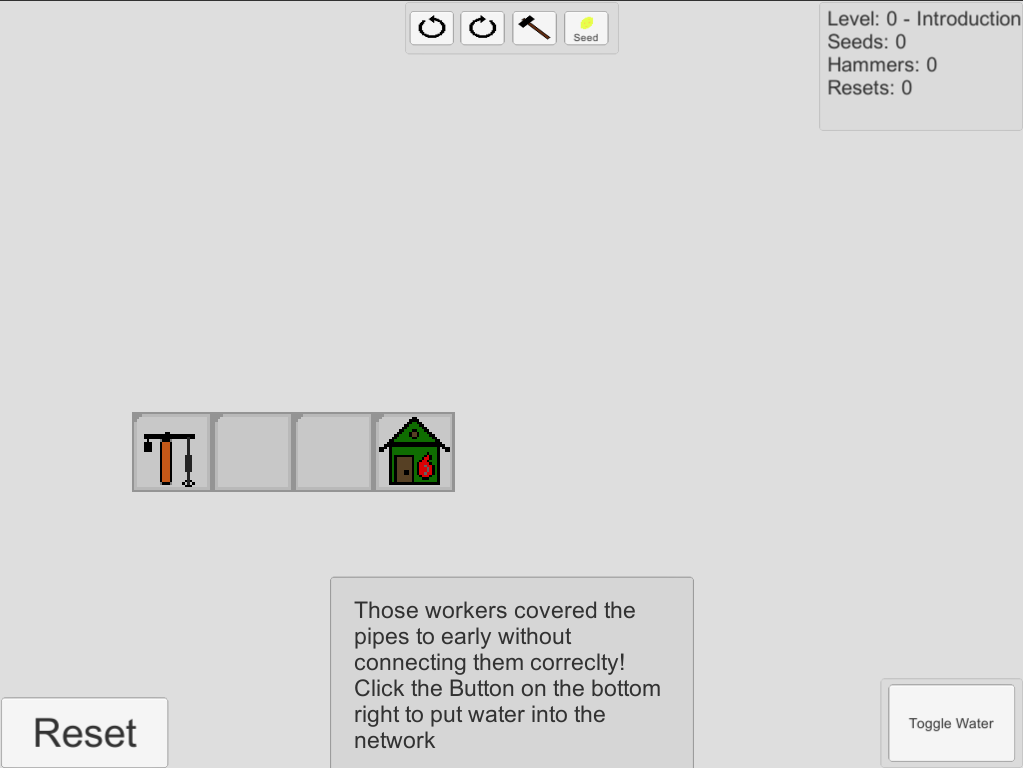 Seed
Level: 0 - Introduction
Seeds: 0
Hammers: 0
Resets: 0
Those workers covered the
pipes to early without
connecting them correclty!
Click the Button on the bottom
right to put water into the
network
Reset
Toggle Water